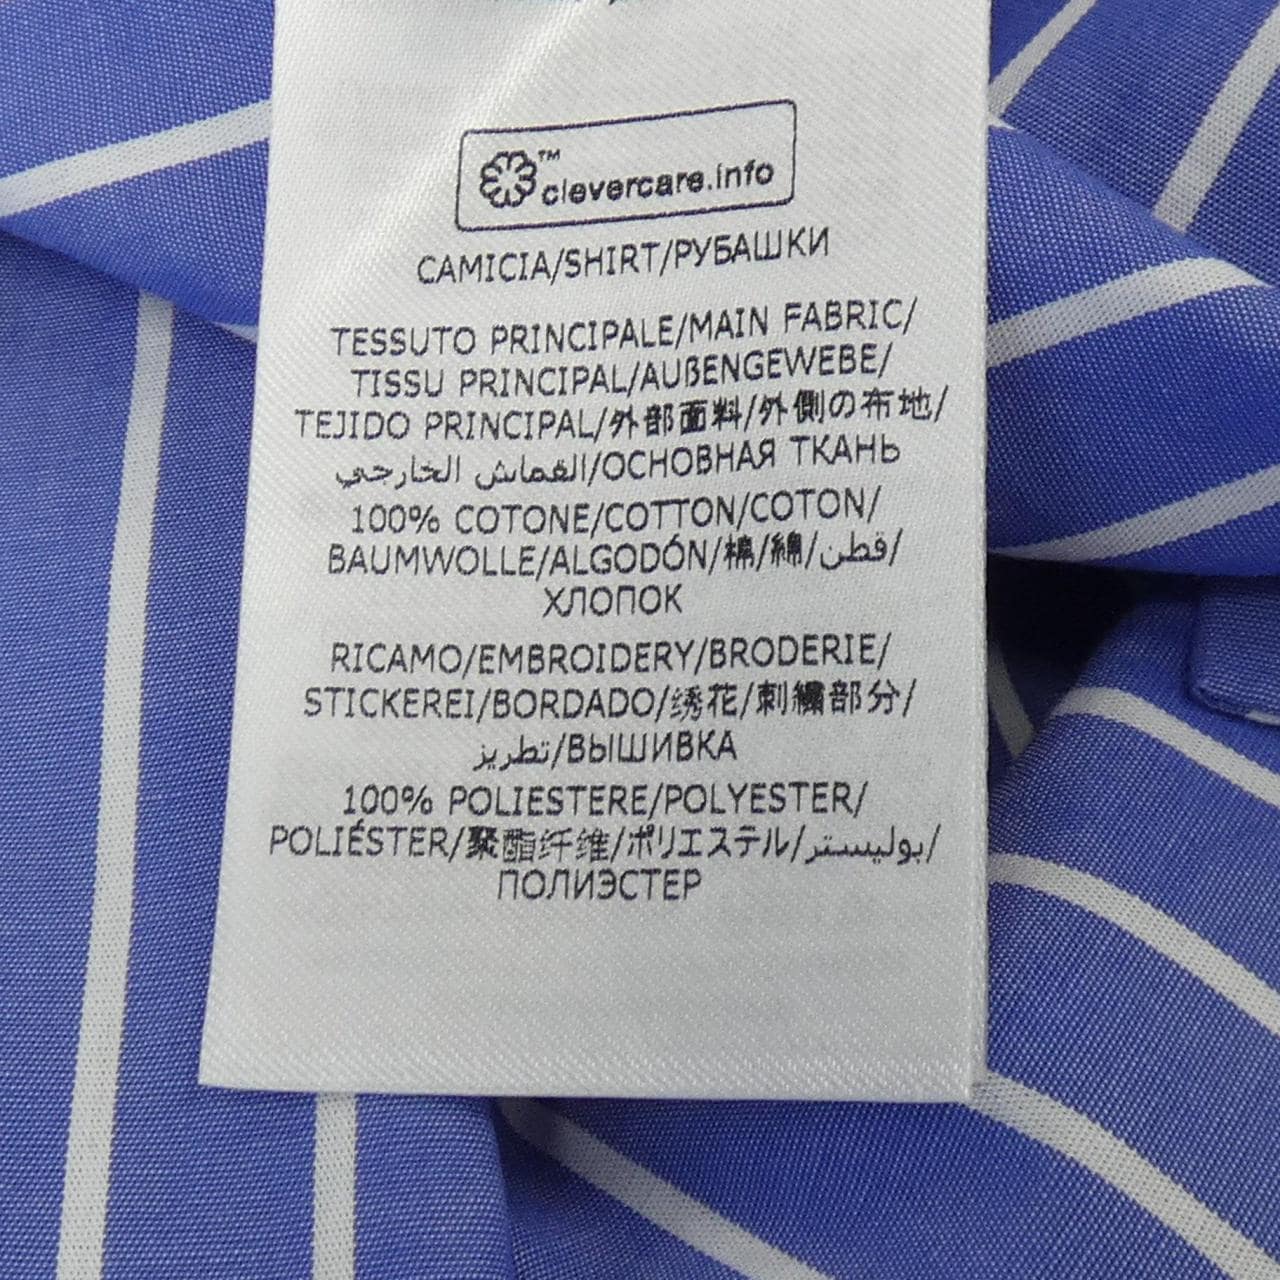 ™ clevercare.info
CAMICIA/SHIRT/РУБАШКИ
TESSUTO PRINCIPALE/MAIN FABRIC/
TISSU PRINCIPAL/AUßENGEWEBE/
TEJIDO PRINCIPAL/外部面料/外側の布地/
القماش الخارجي/ОСНОВНАЯ ТКАНЬ
100% COTONE/COTTON/COTON/
BAUMWOLLE/ALGODÓN/棉/綿/قطن/
ХЛОПОК
RICAMO/EMBROIDERY/BRODERIE/
STICKEREI/BORDADO/绣花/刺繍部分/
تطريز/ВЫШИВКА
100% POLIESTERE/POLYESTER/
POLIÉSTER/聚酯纤维/ポリエステル/بوليستر/
ПОЛИЭСТЕР